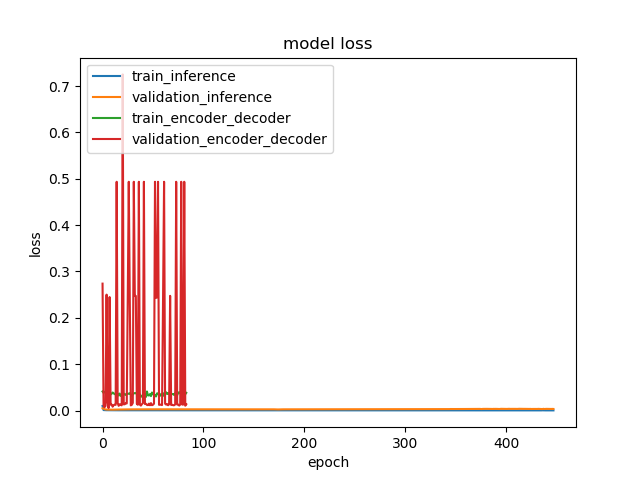 model loss
train_inference
validation_inference
train_encoder_decoder
validation_encoder_decoder
0.7
0.6
0.5
0.4
0.3
0.2
0.1
0.0
loss
0 100 200 300 400
epoch